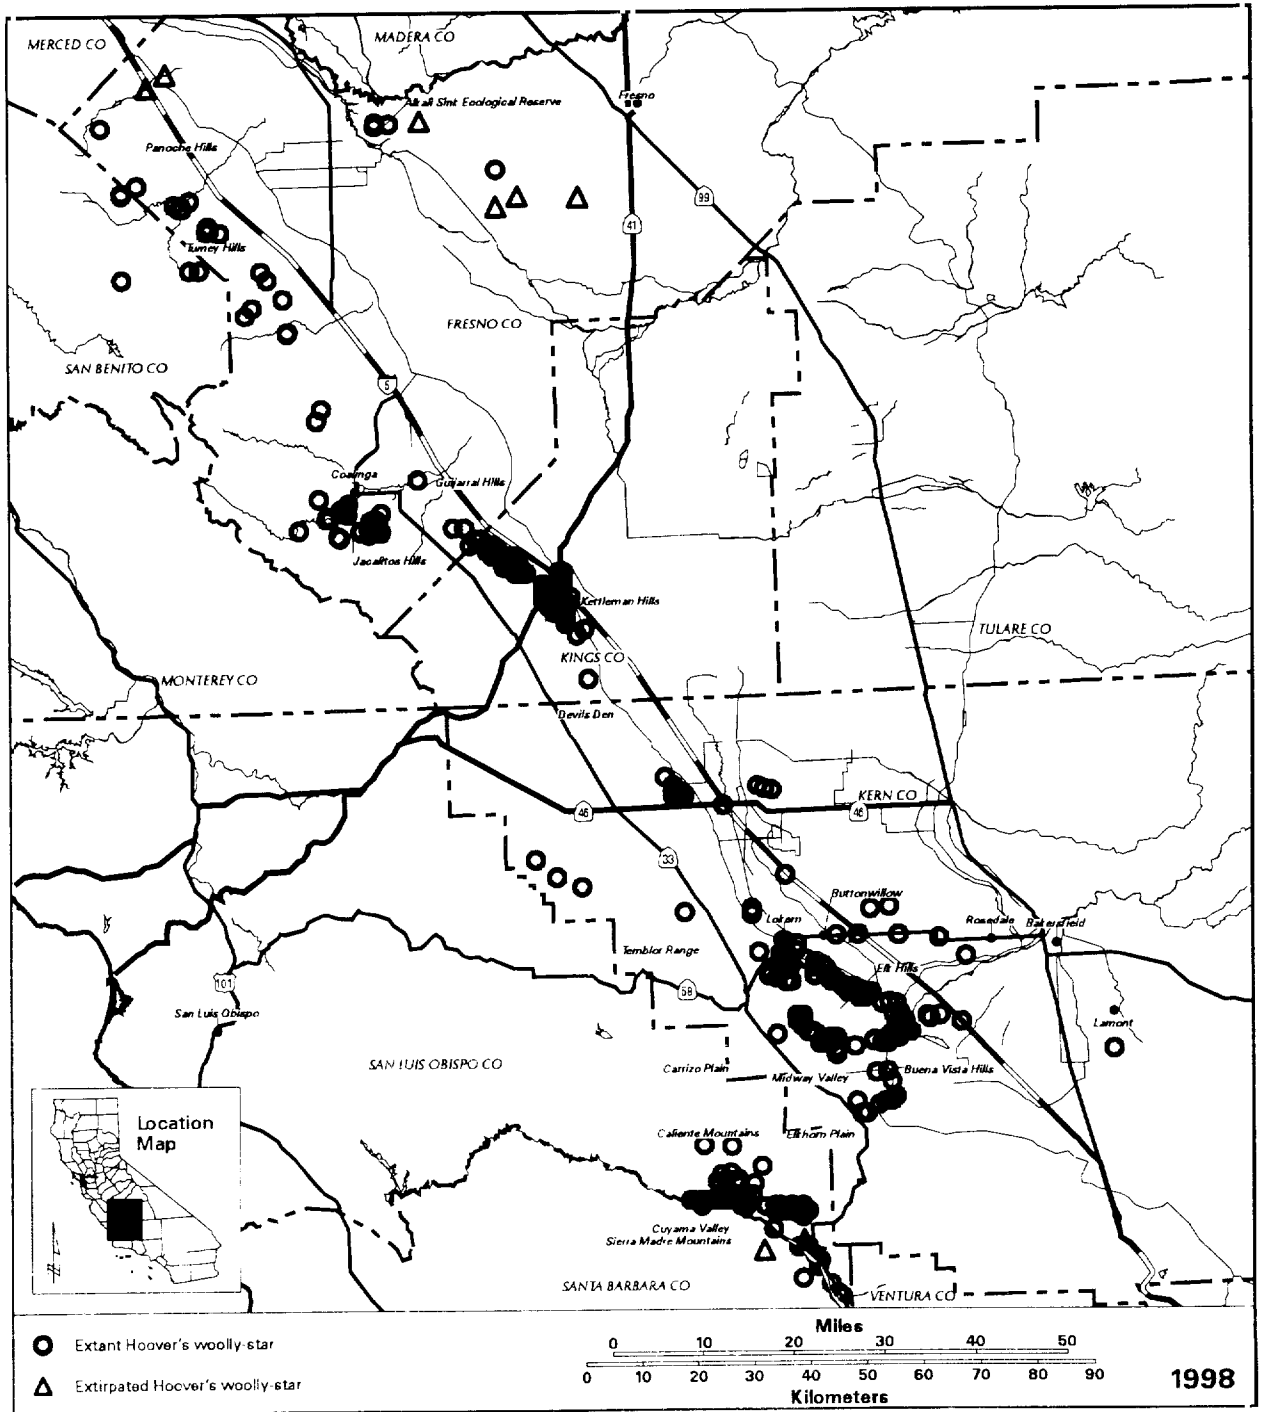 MERCED CO
MADERA CO
Fresno
Alkali Sink Ecological Reserve
Panoche Hills
99
41
Tumey Hills
FRESNO CO
SAN BENITO CO
5
Coalinga
Guijarral Hills
Jacalitos Hills
Kettleman Hills
TULARE CO
KINGS CO
MONTEREY CO
Devils Den
KERN CO
46
46
33
Buttonwillow
Lokern
Rosedale
Bakersfield
Temblor Range
Elk Hills
101
58
San Luis Obispo
Lamont
SAN LUIS OBISPO CO
Carrizo Plain
Midway Valley
Buena Vista Hills
Location
Map
Caliente Mountains
Elkhorn Plain
Cuyama Valley
Sierra Madre Mountains
SANTA BARBARA CO
VENTURA CO
Extant Hoover's woolly-star
Extirpated Hoover's woolly-star
Miles
0 10 20 30 40 50
0 10 20 30 40 50 60 70 80 90
Kilometers
1998